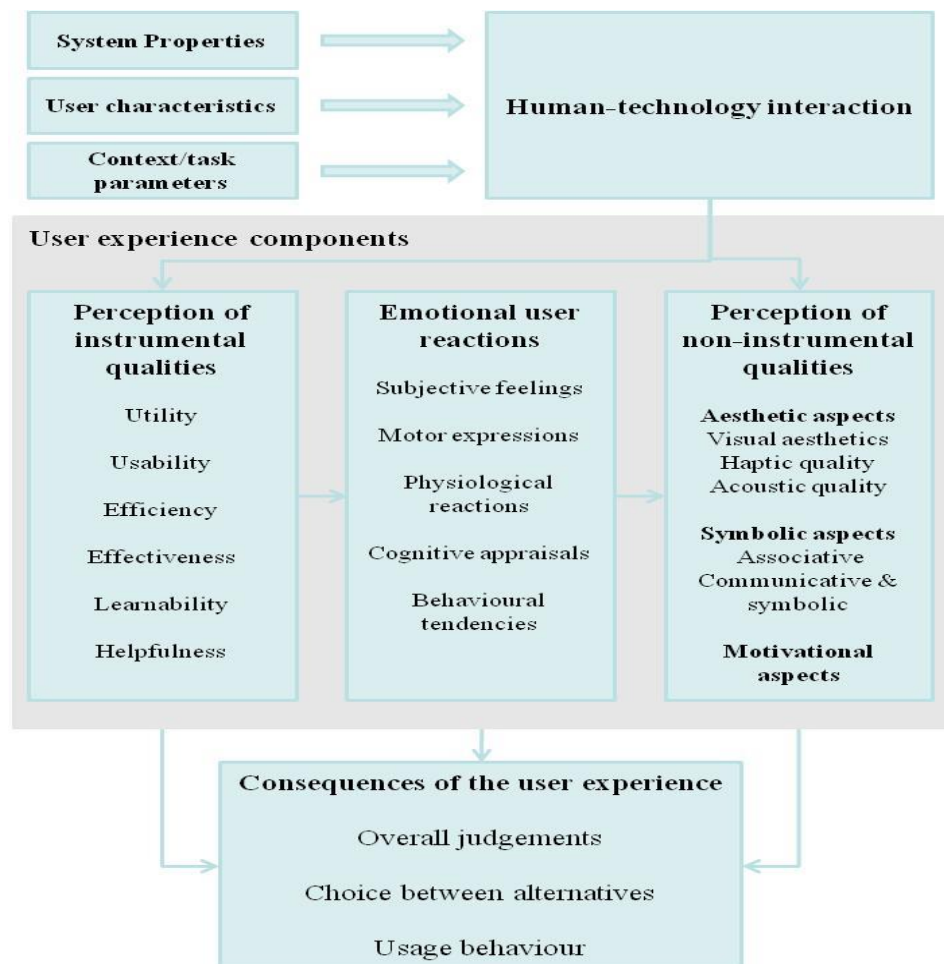 System Properties
User characteristics
Context/task
parameters
Human-technology interaction
User experience components
Perception of
instrumental
qualities
Utility
Usability
Efficiency
Effectiveness
Learnability
Helpfulness
Emotional user
reactions
Subjective feelings
Motor expressions
Physiological
reactions
Cognitive appraisals
Behavioural
tendencies
Perception of
non-instrumental
qualities
Aesthetic aspects
Visual aesthetics
Haptic quality
Acoustic quality
Symbolic aspects
Associative
Communicative &
symbolic
Motivational
aspects
Consequences of the user experience
Overall judgements
Choice between alternatives
Usage behaviour